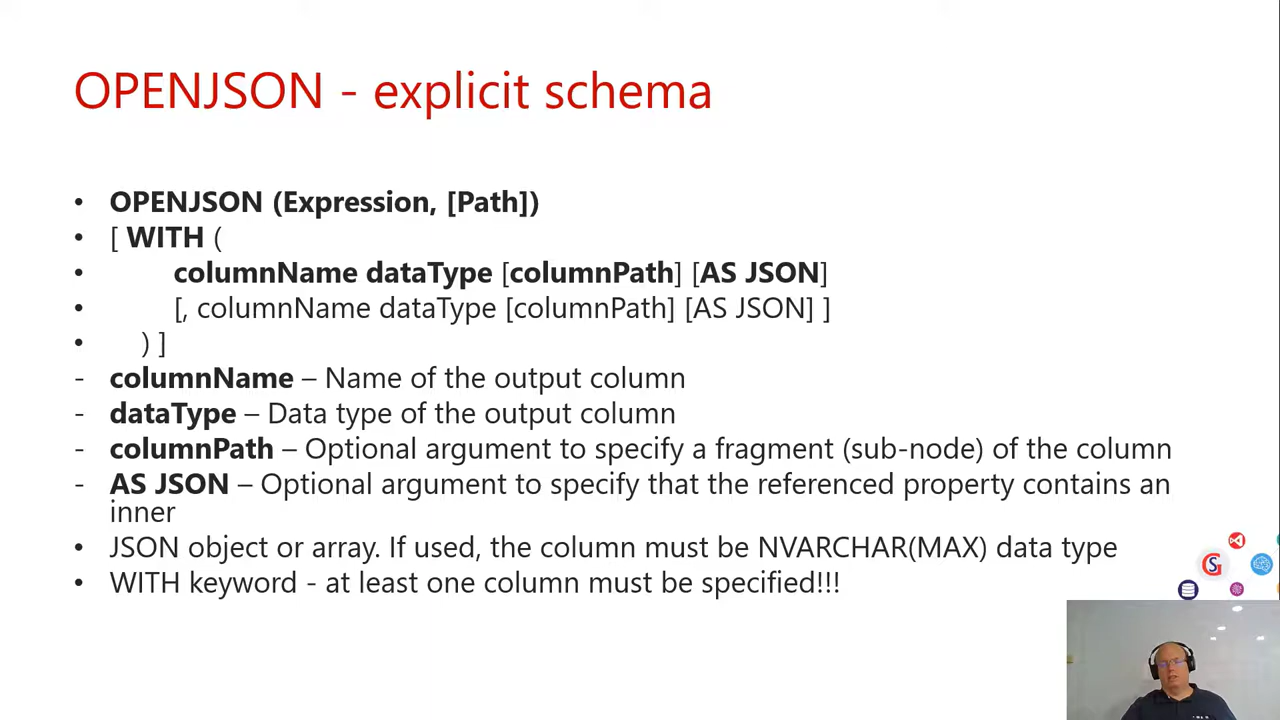 OPENJSON - explicit schema
• OPENJSON (Expression, [Path])
• [ WITH (
• columnName dataType [columnPath] [AS JSON]
• [, columnName dataType [columnPath] [AS JSON] ]
• ) ]
- columnName – Name of the output column
- dataType – Data type of the output column
- columnPath – Optional argument to specify a fragment (sub-node) of the column
- AS JSON – Optional argument to specify that the referenced property contains an
inner
• JSON object or array. If used, the column must be NVARCHAR(MAX) data type
• WITH keyword - at least one column must be specified!!!